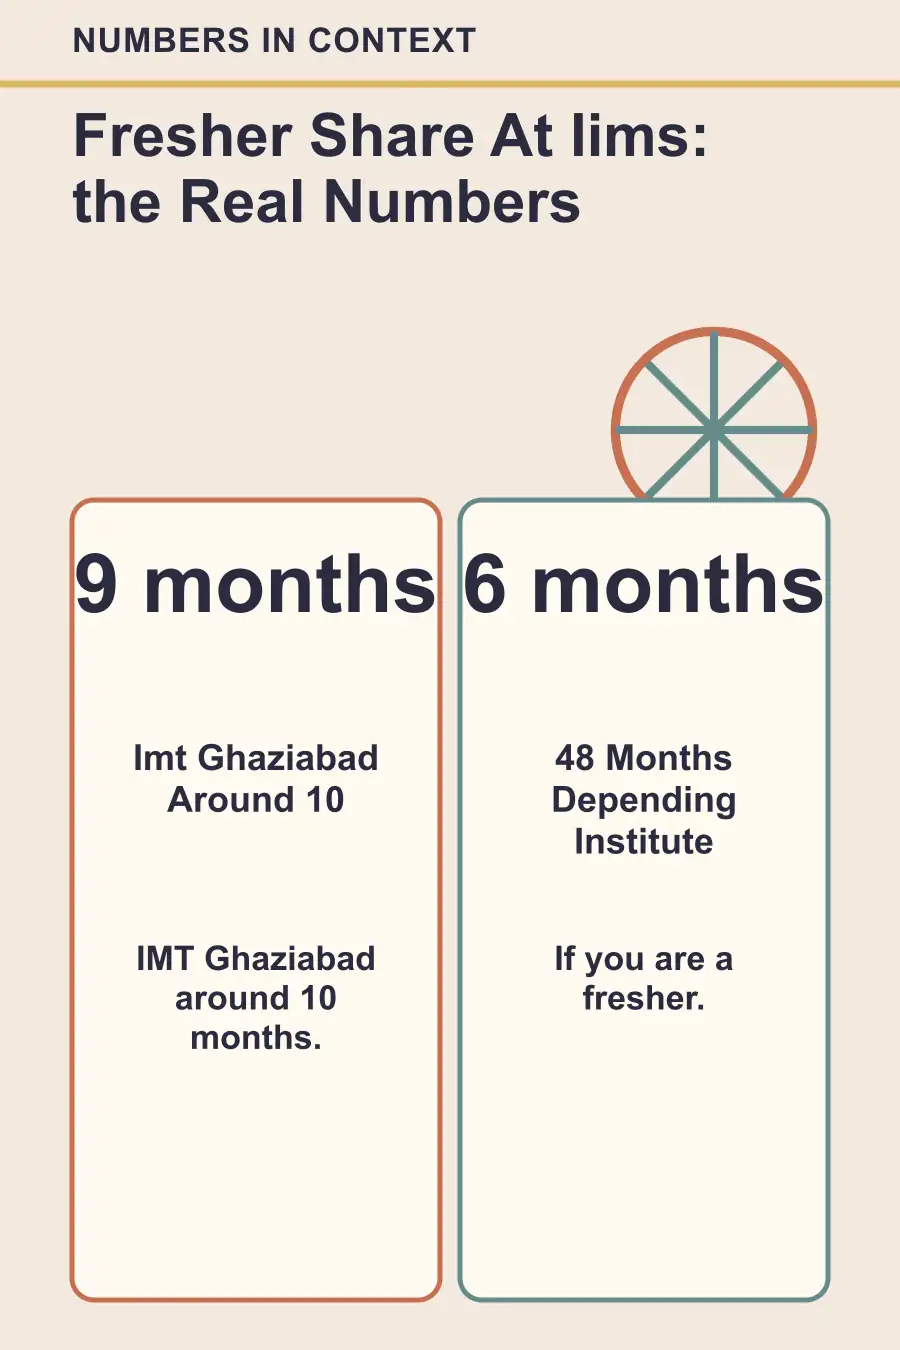 NUMBERS IN CONTEXT
Fresher Share At Iims:
the Real Numbers
9 months
Imt Ghaziabad
Around 10
IMT Ghaziabad
around 10
months.
6 months
48 Months
Depending
Institute
If you are a
fresher.